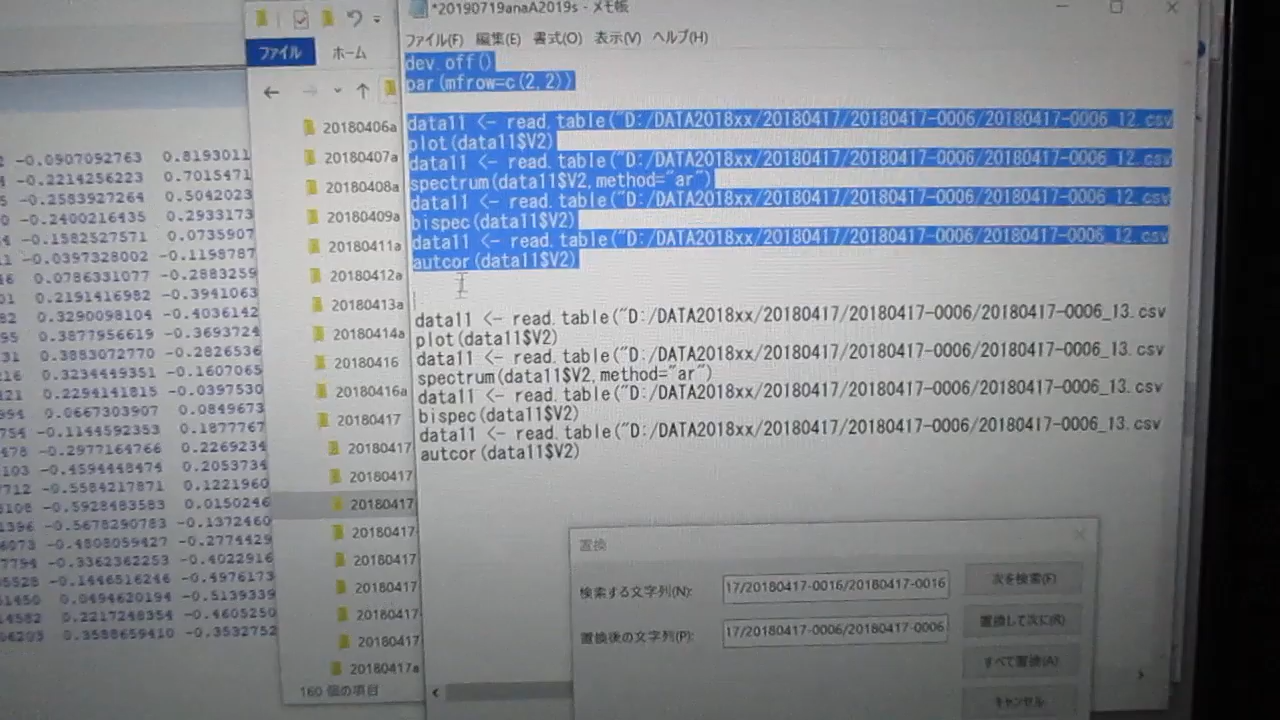 *20190719anaA2019s - メモ帳
ファイル(F) 編集(E) 書式(O) 表示(V) ヘルプ(H)
dev.off()
par(mfrow=c(2,2))
data11 <- read.table("D:/DATA2018xx/20180417/20180417-0006/20180417-0006_12.csv
plot(data11$V2)
data11 <- read.table("D:/DATA2018xx/20180417/20180417-0006/20180417-0006_12.csv
spectrum(data11$V2,method="ar")
data11 <- read.table("D:/DATA2018xx/20180417/20180417-0006/20180417-0006_12.csv
bispec(data11$V2)
data11 <- read.table("D:/DATA2018xx/20180417/20180417-0006/20180417-0006_12.csv
autcor(data11$V2)
data11 <- read.table("D:/DATA2018xx/20180417/20180417-0006/20180417-0006_13.csv
plot(data11$V2)
data11 <- read.table("D:/DATA2018xx/20180417/20180417-0006/20180417-0006_13.csv
spectrum(data11$V2,method="ar")
data11 <- read.table("D:/DATA2018xx/20180417/20180417-0006/20180417-0006_13.csv
bispec(data11$V2)
data11 <- read.table("D:/DATA2018xx/20180417/20180417-0006/20180417-0006_13.csv
autcor(data11$V2)
置換
検索する文字列(N): 17/20180417-0016/20180417-0016 次を検索(F)
置換後の文字列(P): 17/20180417-0006/20180417-0006 置換して次に(R)
すべて置換(A)
キャンセル
ファイル ホーム
20180406a
20180407a
20180408a
20180409a
20180411a
20180412a
20180413a
20180414a
20180416
20180416a
20180417
20180417
20180417
20180417
20180417
20180417
20180417
20180417
20180417
20180417a
160 個の項目
-0.0907092763 0.8193011
-0.2214256223 0.7015471
-0.2583927264 0.5042023
-0.2400216435 0.2933173
-0.1582527571 0.0735907
-0.0397328002 -0.1198787
0.0786331077 -0.2883259
0.2191416982 -0.3941063
0.3290098104 -0.4036142
0.3877956619 -0.3693724
0.3883072770 -0.2826536
0.3234449351 -0.1607065
0.2294141815 -0.0397530
0.0667303907 0.0849673
-0.1144592353 0.1877767
-0.2977164766 0.2269234
-0.4594448474 0.2053734
-0.5584217871 0.1221960
-0.5928483583 0.0150246
-0.5678290783 -0.1372460
-0.4808059427 -0.2774429
-0.3362362253 -0.4022916
-0.1446516246 -0.4976173
0.0494620194 -0.5139339
0.2217248354 -0.4605250
0.3588659410 -0.3532752